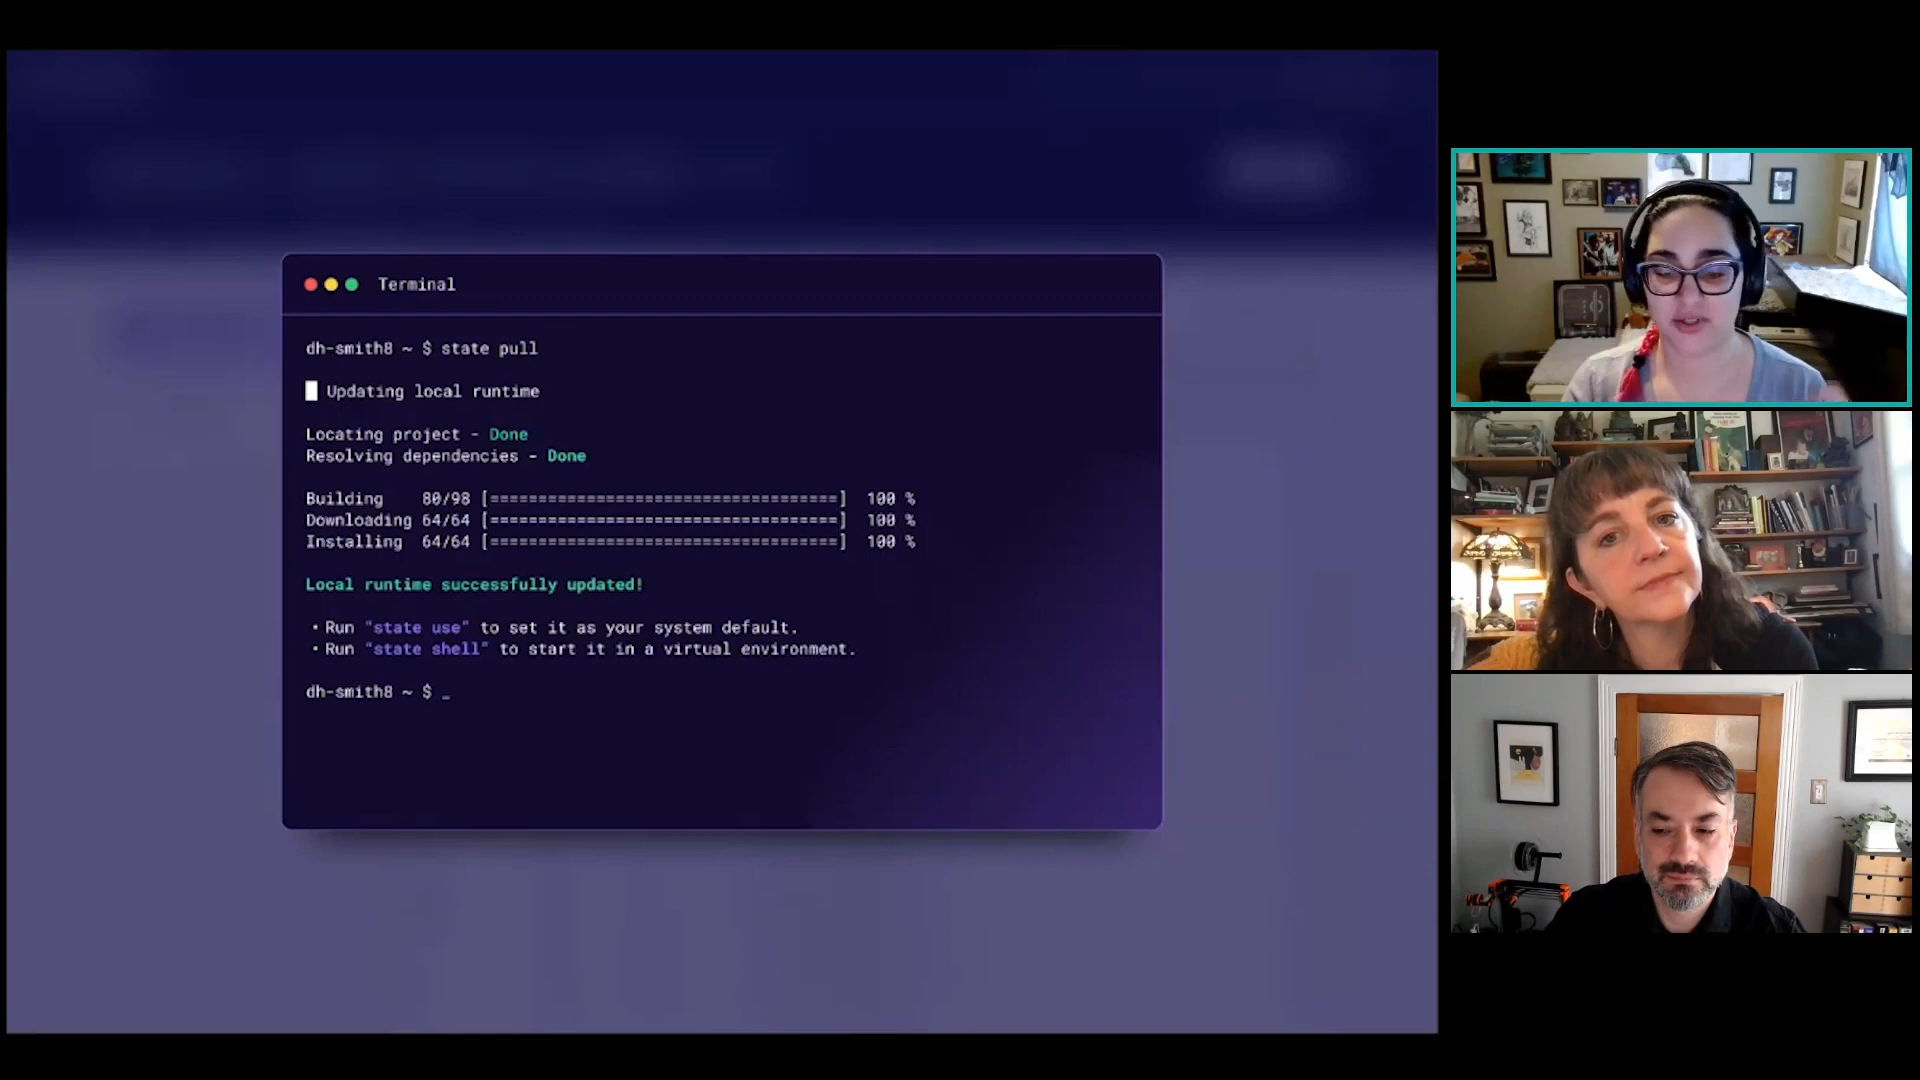 Terminal
dh-smith8 ~ $ state pull
Updating local runtime
Locating project - Done
Resolving dependencies - Done
Building 80/98 [====================================] 100 %
Downloading 64/64 [====================================] 100 %
Installing 64/64 [====================================] 100 %
Local runtime successfully updated!
• Run "state use" to set it as your system default.
• Run "state shell" to start it in a virtual environment.
dh-smith8 ~ $ _